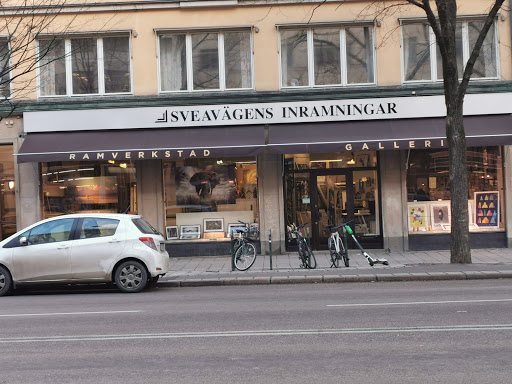 SVEAVÄGENS INRAMNINGAR
RAMVERKSTAD GALLERI